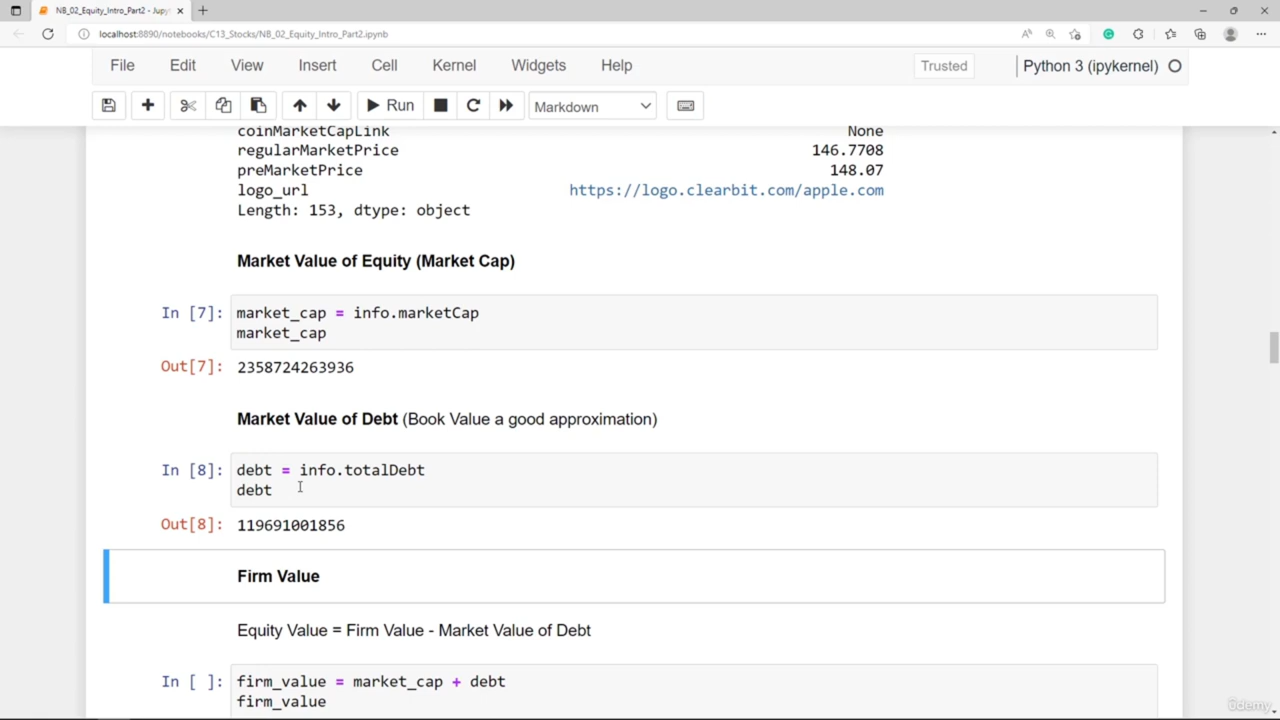 NB_02_Equity_Intro_Part2 - Jupy
localhost:8890/notebooks/C13_Stocks/NB_02_Equity_Intro_Part2.ipynb
File Edit View Insert Cell Kernel Widgets Help Trusted Python 3 (ipykernel)
Run Markdown
coinMarketCapLink None
regularMarketPrice 146.7708
preMarketPrice 148.07
logo_url https://logo.clearbit.com/apple.com
Length: 153, dtype: object
Market Value of Equity (Market Cap)
In [7]: market_cap = info.marketCap
market_cap
Out[7]: 2358724263936
Market Value of Debt (Book Value a good approximation)
In [8]: debt = info.totalDebt
debt
Out[8]: 119691001856
Firm Value
Equity Value = Firm Value - Market Value of Debt
In [ ]: firm_value = market_cap + debt
firm_value
ûdemy